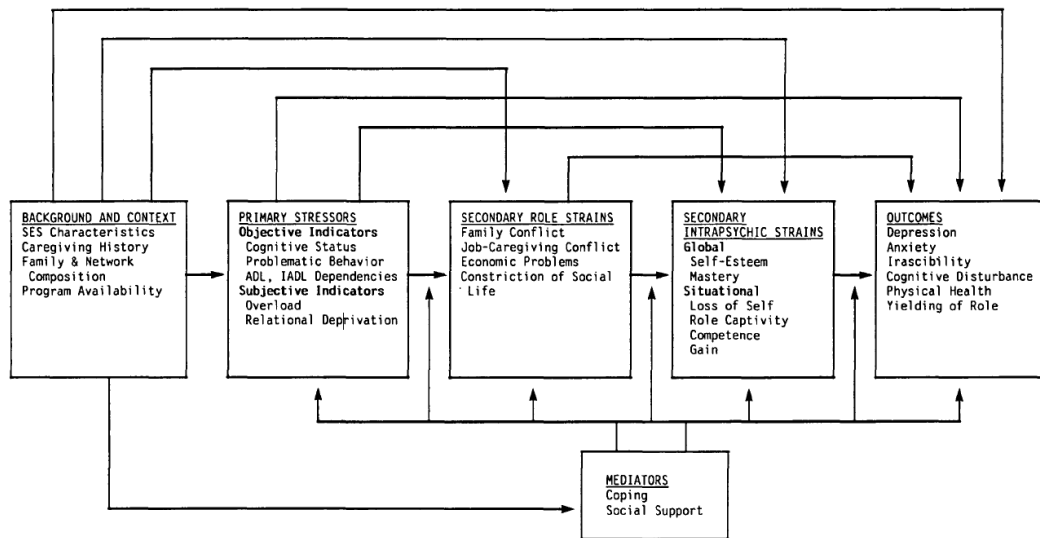 BACKGROUND AND CONTEXT
SES Characteristics
Caregiving History
Family & Network
Composition
Program Availability
PRIMARY STRESSORS
Objective Indicators
Cognitive Status
Problematic Behavior
ADL, IADL Dependencies
Subjective Indicators
Overload
Relational Deprivation
SECONDARY ROLE STRAINS
Family Conflict
Job-Caregiving Conflict
Economic Problems
Constriction of Social
Life
SECONDARY
INTRAPSYCHIC STRAINS
Global
Self-Esteem
Mastery
Situational
Loss of Self
Role Captivity
Competence
Gain
OUTCOMES
Depression
Anxiety
Irascibility
Cognitive Disturbance
Physical Health
Yielding of Role
MEDIATORS
Coping
Social Support